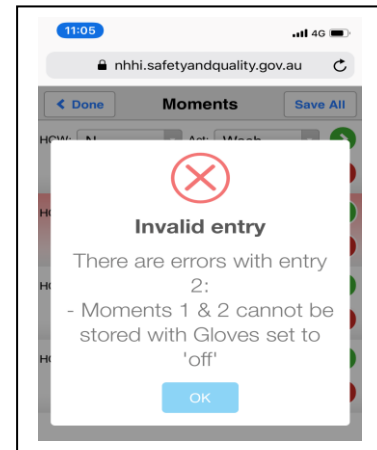 11:05
4G
nhhi.safetyandquality.gov.au
Done Moments Save All
HCW: N Act: Wash
Invalid entry
There are errors with entry
2:
- Moments 1 & 2 cannot be
stored with Gloves set to
'off'
OK